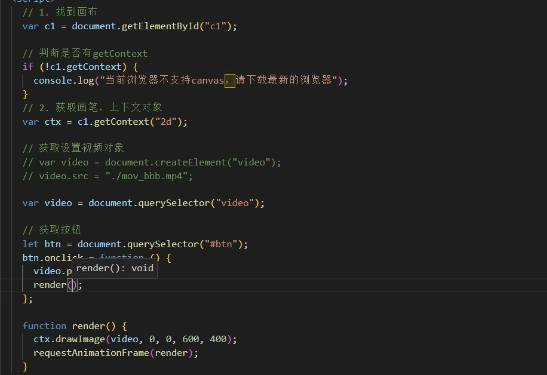 <script>
// 1. 找到画布
var c1 = document.getElementById("c1");
// 判断是否有getContext
if (!c1.getContext) {
console.log("当前浏览器不支持canvas，请下载最新的浏览器");
}
// 2. 获取画笔，上下文对象
var ctx = c1.getContext("2d");
// 获取设置视频对象
// var video = document.createElement("video");
// video.src = "./mov_bbb.mp4";
var video = document.querySelector("video");
// 获取按钮
let btn = document.querySelector("#btn");
btn.onclick = function () {
video.p render(): void
render();
};
function render() {
ctx.drawImage(video, 0, 0, 600, 400);
requestAnimationFrame(render);
}